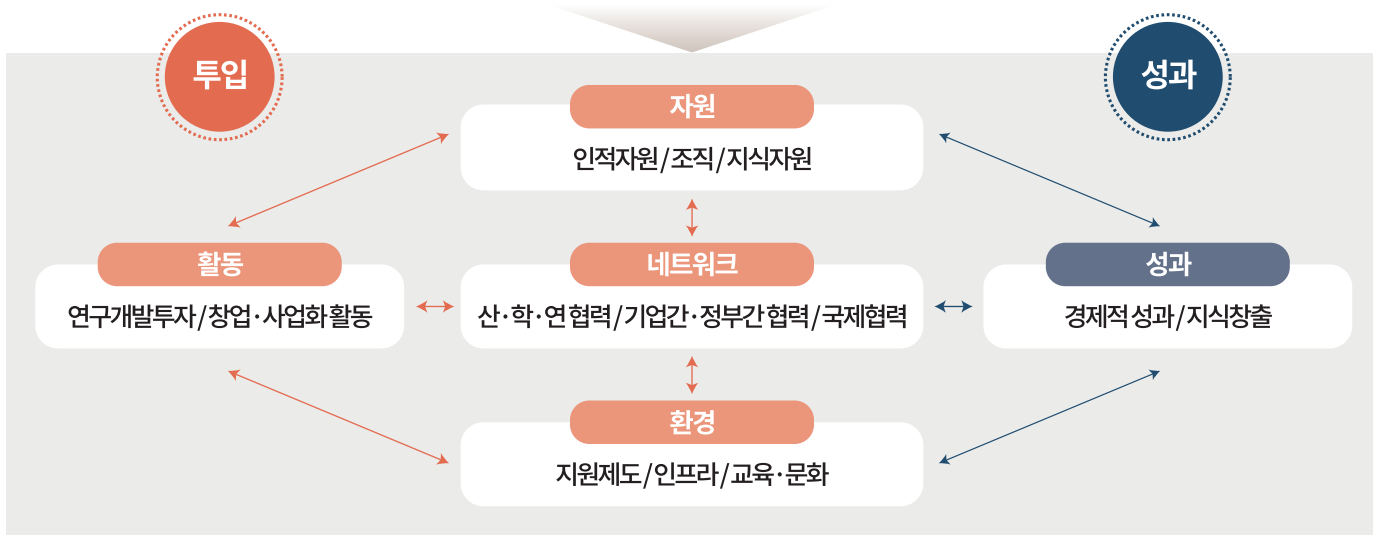 투입
성과
자원
인적자원/조직/지식자원
활동
연구개발투자/창업·사업화 활동
네트워크
산·학·연 협력/기업간·정부간 협력/국제협력
성과
경제적 성과/지식창출
환경
지원제도/인프라/교육·문화